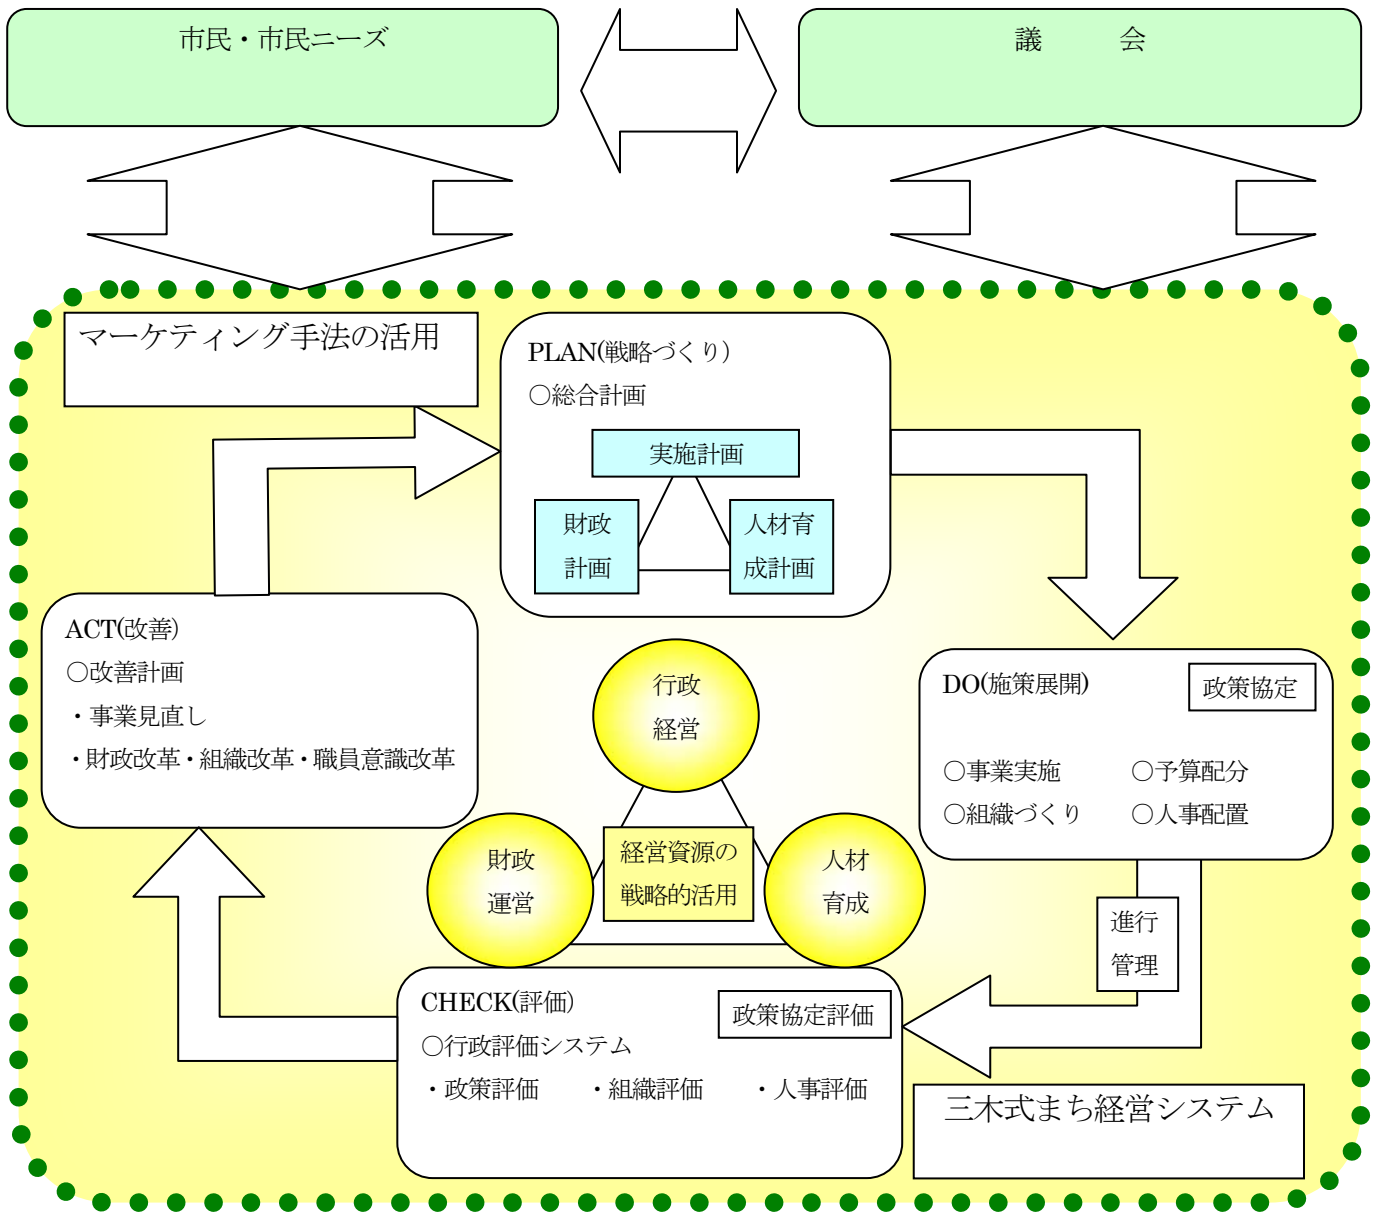 市民・市民ニーズ
議　　　会
マーケティング手法の活用
PLAN(戦略づくり)
○総合計画
実施計画
財政
計画
人材育
成計画
ACT(改善)
○改善計画
・事業見直し
・財政改革・組織改革・職員意識改革
行政
経営
財政
運営
経営資源の
戦略的活用
人材
育成
DO(施策展開)
政策協定
○事業実施　　　○予算配分
○組織づくり　　○人事配置
進行
管理
CHECK(評価)
政策協定評価
○行政評価システム
・政策評価　　・組織評価　　・人事評価
三木式まち経営システム